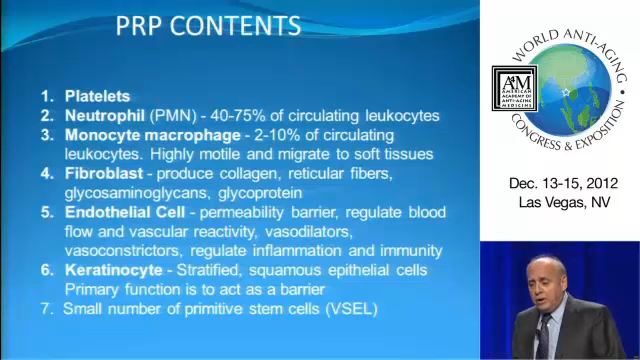 PRP CONTENTS
1. Platelets
2. Neutrophil (PMN) - 40-75% of circulating leukocytes
3. Monocyte macrophage - 2-10% of circulating
leukocytes. Highly motile and migrate to soft tissues
4. Fibroblast - produce collagen, reticular fibers,
glycosaminoglycans, glycoprotein
5. Endothelial Cell - permeability barrier, regulate blood
flow and vascular reactivity, vasodilators,
vasoconstrictors, regulate inflammation and immunity
6. Keratinocyte - Stratified, squamous epithelial cells
Primary function is to act as a barrier
7. Small number of primitive stem cells (VSEL)
WORLD ANTI-AGING
A4M
AMERICAN
ACADEMY OF
ANTI-AGING
MEDICINE
CONGRESS & EXPOSITION
Dec. 13-15, 2012
Las Vegas, NV